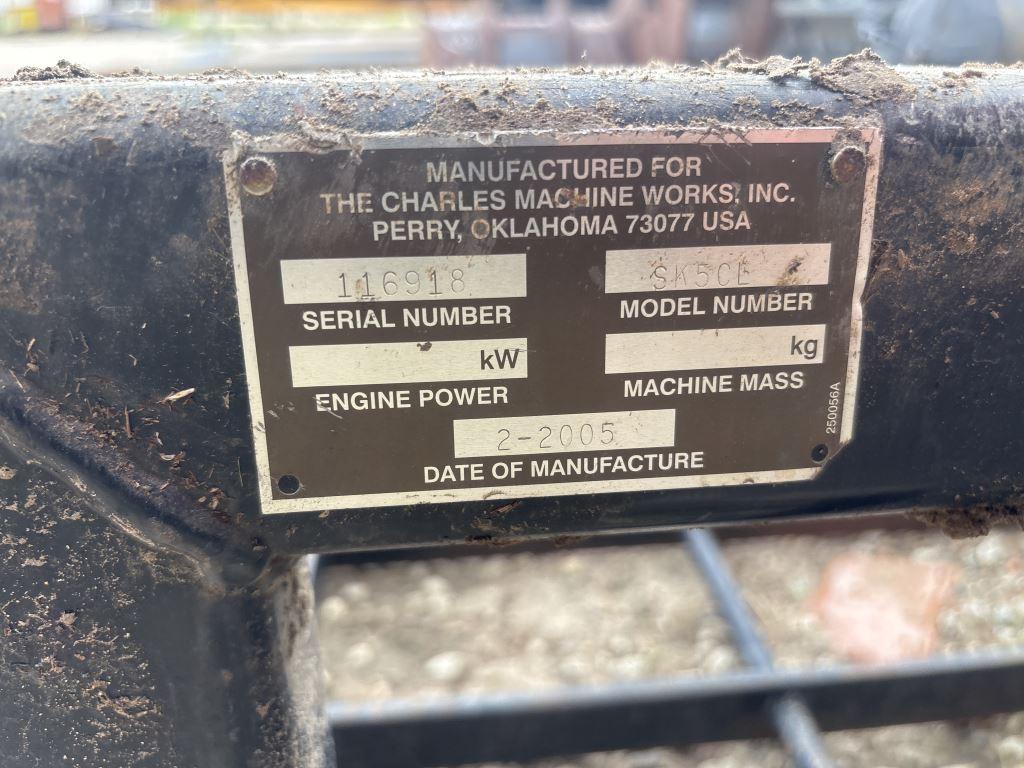 MANUFACTURED FOR
THE CHARLES MACHINE WORKS, INC.
PERRY, OKLAHOMA 73077 USA
116918 SK5CL
SERIAL NUMBER MODEL NUMBER
kW kg
ENGINE POWER MACHINE MASS
2-2005
DATE OF MANUFACTURE
250056A